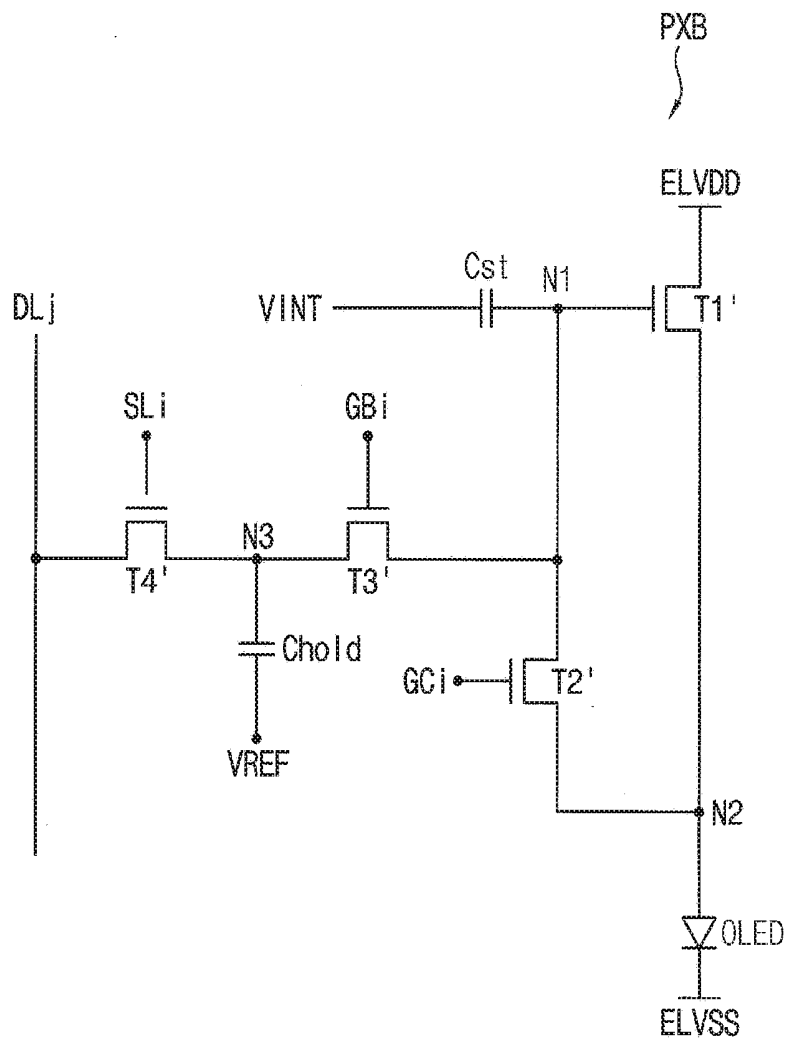 PXB
ELVDD
Cst
N1
DLj
VINT
T1'
SLi
GBi
N3
T4'
T3'
Chold
GCi
T2'
VREF
N2
OLED
ELVSS